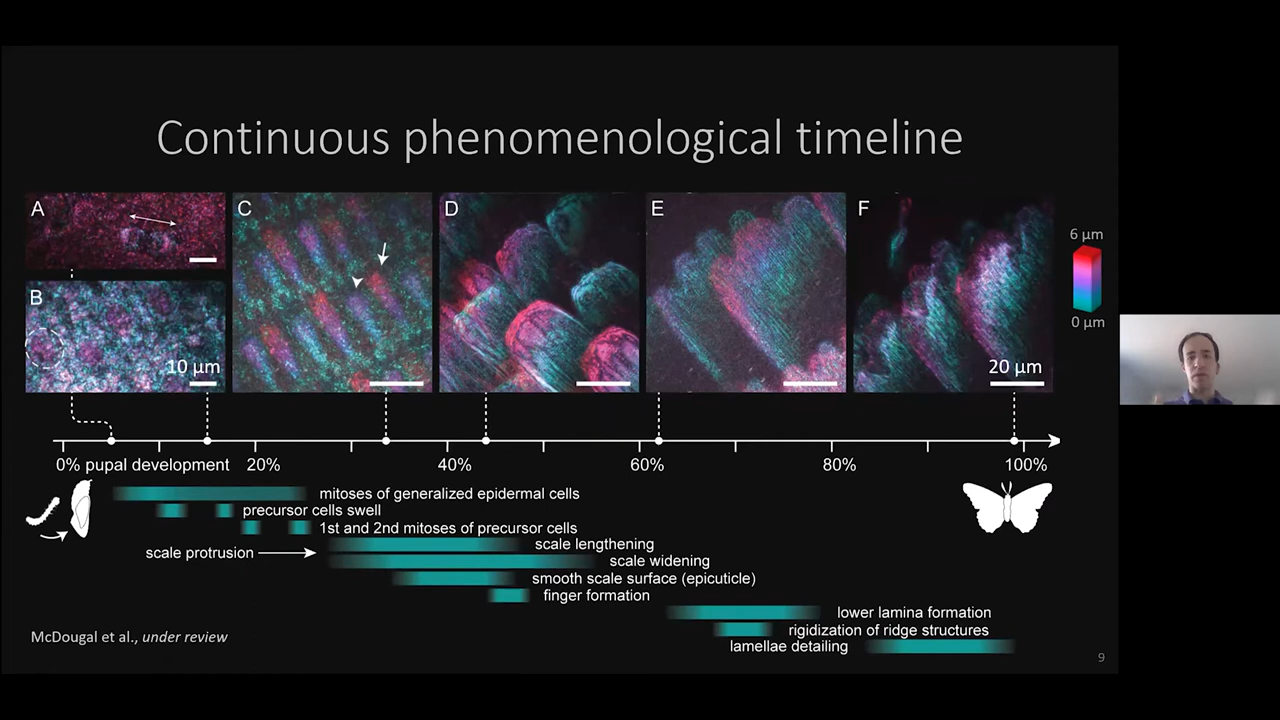 Continuous phenomenological timeline
A
B
10 μm
C
D
E
F
20 μm
6 μm
0 μm
0% pupal development 20% 40% 60% 80% 100%
mitoses of generalized epidermal cells
precursor cells swell
1st and 2nd mitoses of precursor cells
scale lengthening
scale protrusion
scale widening
smooth scale surface (epicuticle)
finger formation
lower lamina formation
rigidization of ridge structures
lamellae detailing
McDougal et al., under review
9